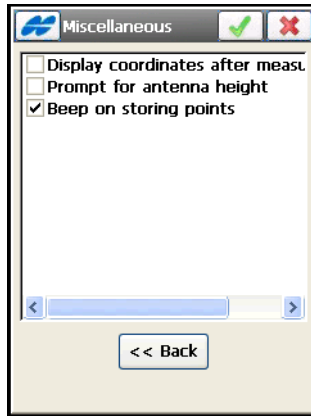 Miscellaneous
Display coordinates after measu
Prompt for antenna height
Beep on storing points
<< Back